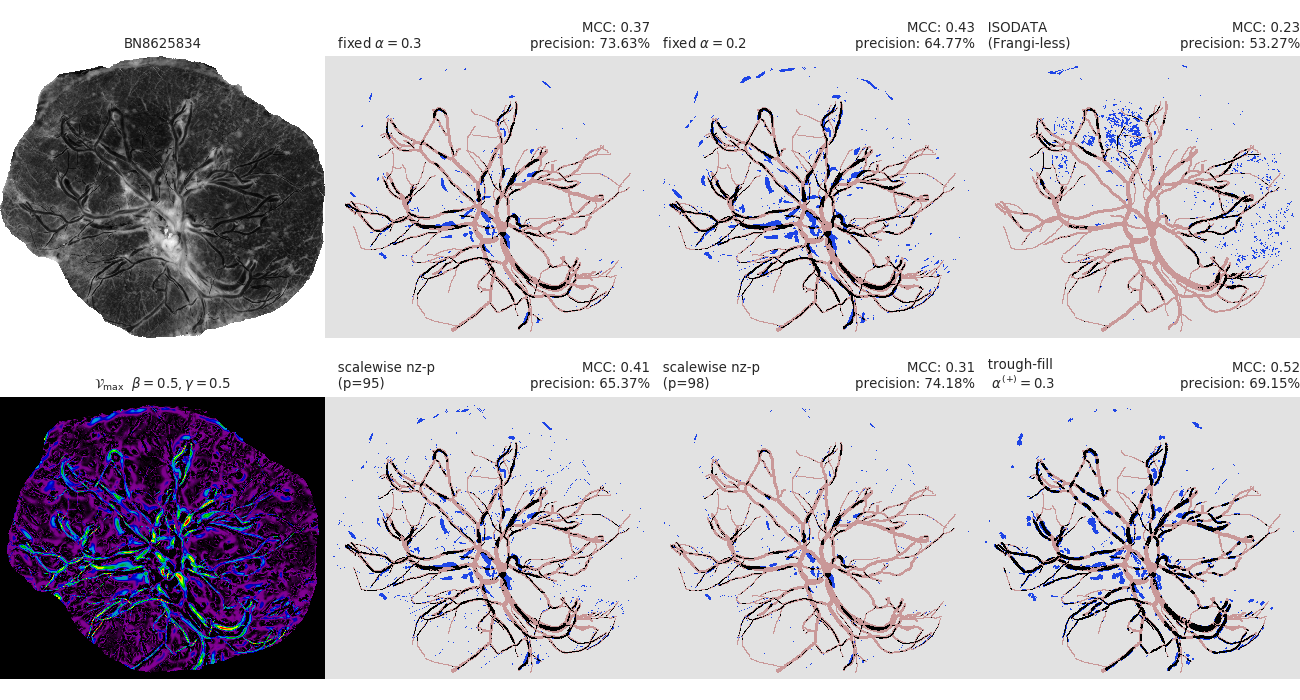 BN8625834
fixed α = 0.3
MCC: 0.37
precision: 73.63%
fixed α = 0.2
MCC: 0.43
precision: 64.77%
ISODATA
(Frangi-less)
MCC: 0.23
precision: 53.27%
𝒱max β = 0.5, γ = 0.5
scalewise nz-p
(p=95)
MCC: 0.41
precision: 65.37%
scalewise nz-p
(p=98)
MCC: 0.31
precision: 74.18%
trough-fill
α(+) = 0.3
MCC: 0.52
precision: 69.15%